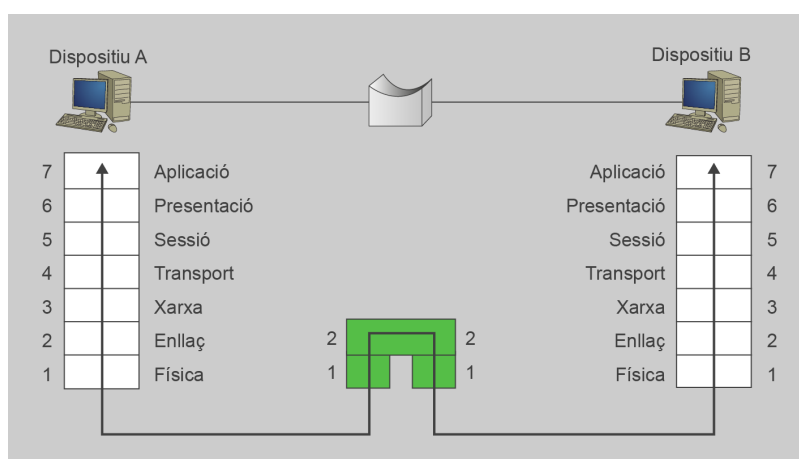 Dispositiu A
Dispositiu B
7 Aplicació Aplicació 7
6 Presentació Presentació 6
5 Sessió Sessió 5
4 Transport Transport 4
3 Xarxa Xarxa 3
2 Enllaç 2 2 Enllaç 2
1 Física 1 1 Física 1